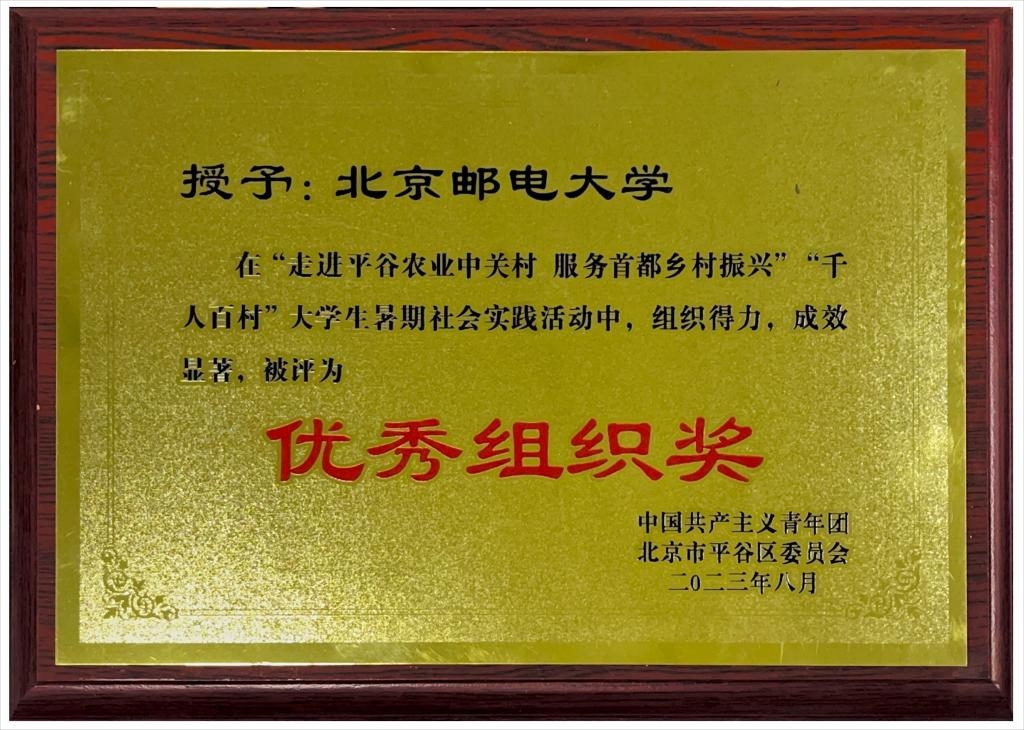 授予：北京邮电大学
在“走进平谷农业中关村 服务首都乡村振兴”“千
人百村”大学生暑期社会实践活动中，组织得力，成效
显著，被评为
优秀组织奖
中国共产主义青年团
北京市平谷区委员会
二〇二三年八月